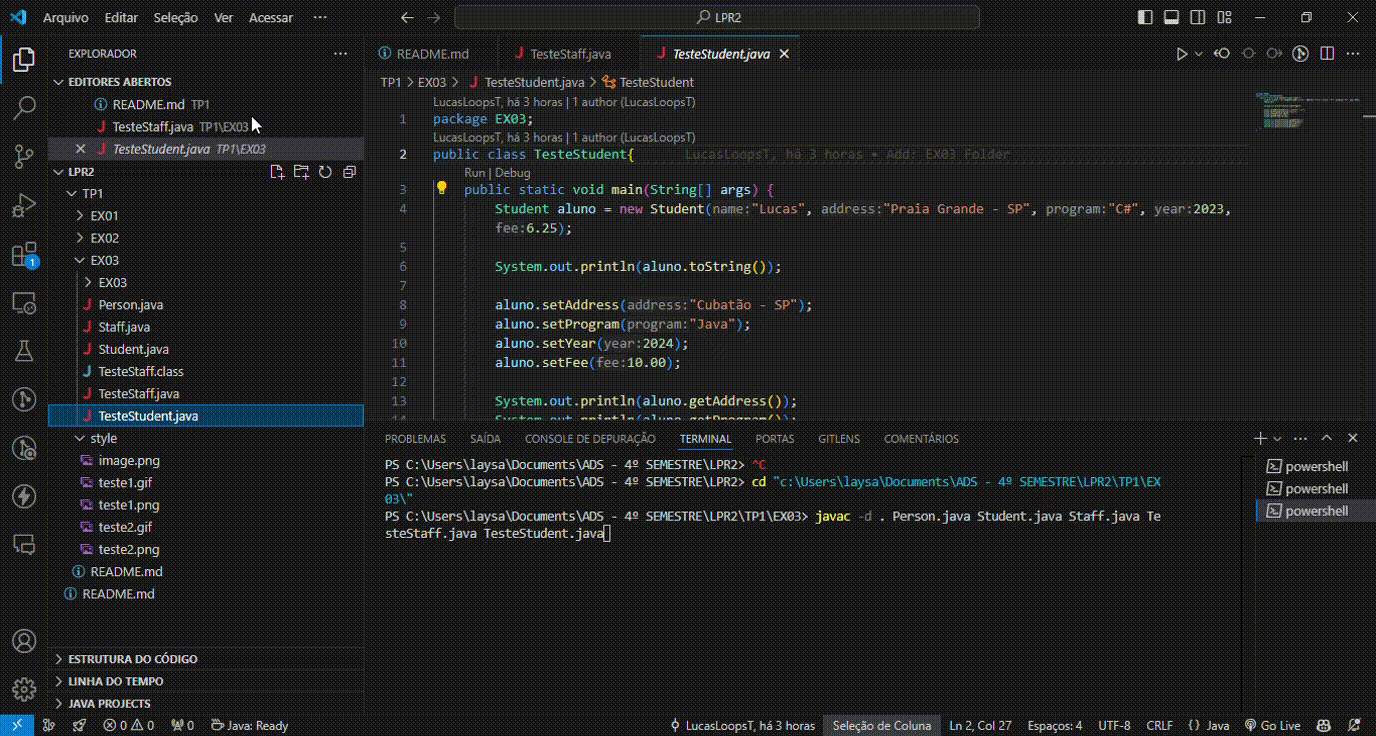 Arquivo Editar Seleção Ver Acessar ···
LPR2
EXPLORADOR ···
EDITORES ABERTOS
README.md TP1
TesteStaff.java TP1\EX03
TesteStudent.java TP1\EX03
LPR2
TP1
EX01
EX02
EX03
EX03
Person.java
Staff.java
Student.java
TesteStaff.class
TesteStaff.java
TesteStudent.java
style
image.png
teste1.gif
teste1.png
teste2.gif
teste2.png
README.md
README.md
ESTRUTURA DO CÓDIGO
LINHA DO TEMPO
JAVA PROJECTS
README.md TesteStaff.java TesteStudent.java
TP1 > EX03 > TesteStudent.java > TesteStudent
LucasLoopsT, há 3 horas | 1 author (LucasLoopsT)
1 package EX03;
LucasLoopsT, há 3 horas | 1 author (LucasLoopsT)
2 public class TesteStudent{ LucasLoopsT, há 3 horas • Add: EX03 Folder
Run | Debug
3 public static void main(String[] args) {
4 Student aluno = new Student(name:"Lucas", address:"Praia Grande - SP", program:"C#", year:2023,
fee:6.25);
5
6 System.out.println(aluno.toString());
7
8 aluno.setAddress(address:"Cubatão - SP");
9 aluno.setProgram(program:"Java");
10 aluno.setYear(year:2024);
11 aluno.setFee(fee:10.00);
12
13 System.out.println(aluno.getAddress());
14 System.out.println(aluno.getProgram());
PROBLEMAS SAÍDA CONSOLE DE DEPURAÇÃO TERMINAL PORTAS GITLENS COMENTÁRIOS
PS C:\Users\laysa\Documents\ADS - 4º SEMESTRE\LPR2> ^C
PS C:\Users\laysa\Documents\ADS - 4º SEMESTRE\LPR2> cd "c:\Users\laysa\Documents\ADS - 4º SEMESTRE\LPR2\TP1\EX
03\"
PS C:\Users\laysa\Documents\ADS - 4º SEMESTRE\LPR2\TP1\EX03> javac -d . Person.java Student.java Staff.java Te
steStaff.java TesteStudent.java
powershell
powershell
powershell
1
0 0 0 Java: Ready LucasLoopsT, há 3 horas Seleção de Coluna Ln 2, Col 27 Espaços: 4 UTF-8 CRLF {} Java Go Live